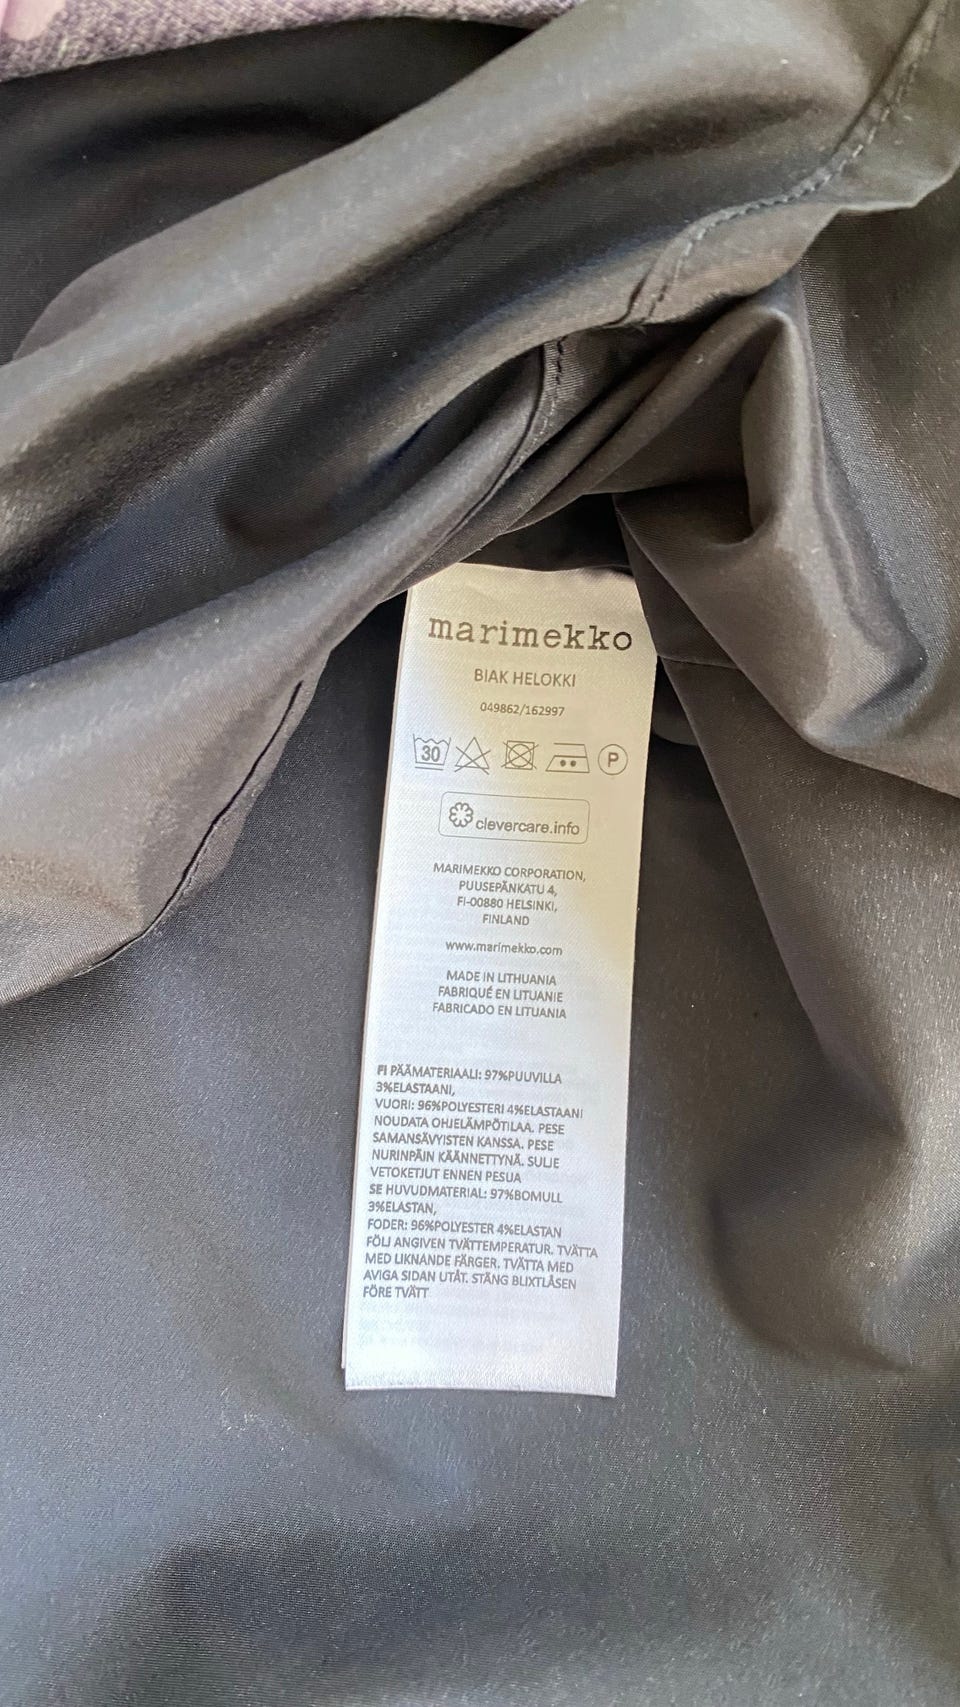 marimekko
BIAK HELOKKI
049862/162997
30 P
clevercare.info
MARIMEKKO CORPORATION,
PUUSEPÄNKATU 4,
FI-00880 HELSINKI,
FINLAND
www.marimekko.com
MADE IN LITHUANIA
FABRIQUÉ EN LITUANIE
FABRICADO EN LITUANIA
FI PÄÄMATERIAALI: 97%PUUVILLA
3%ELASTAANI,
VUORI: 96%POLYESTERI 4%ELASTAANI
NOUDATA OHJELÄMPÖTILAA. PESE
SAMANSÄVYISTEN KANSSA. PESE
NURINPÄIN KÄÄNNETTYNÄ. SULJE
VETOKETJUT ENNEN PESUA
SE HUVUDMATERIAL: 97%BOMULL
3%ELASTAN,
FODER: 96%POLYESTER 4%ELASTAN
FÖLJ ANGIVEN TVÄTTEMPERATUR. TVÄTTA
MED LIKNANDE FÄRGER. TVÄTTA MED
AVIGA SIDAN UTÅT. STÄNG BLIXTLÅSEN
FÖRE TVÄTT